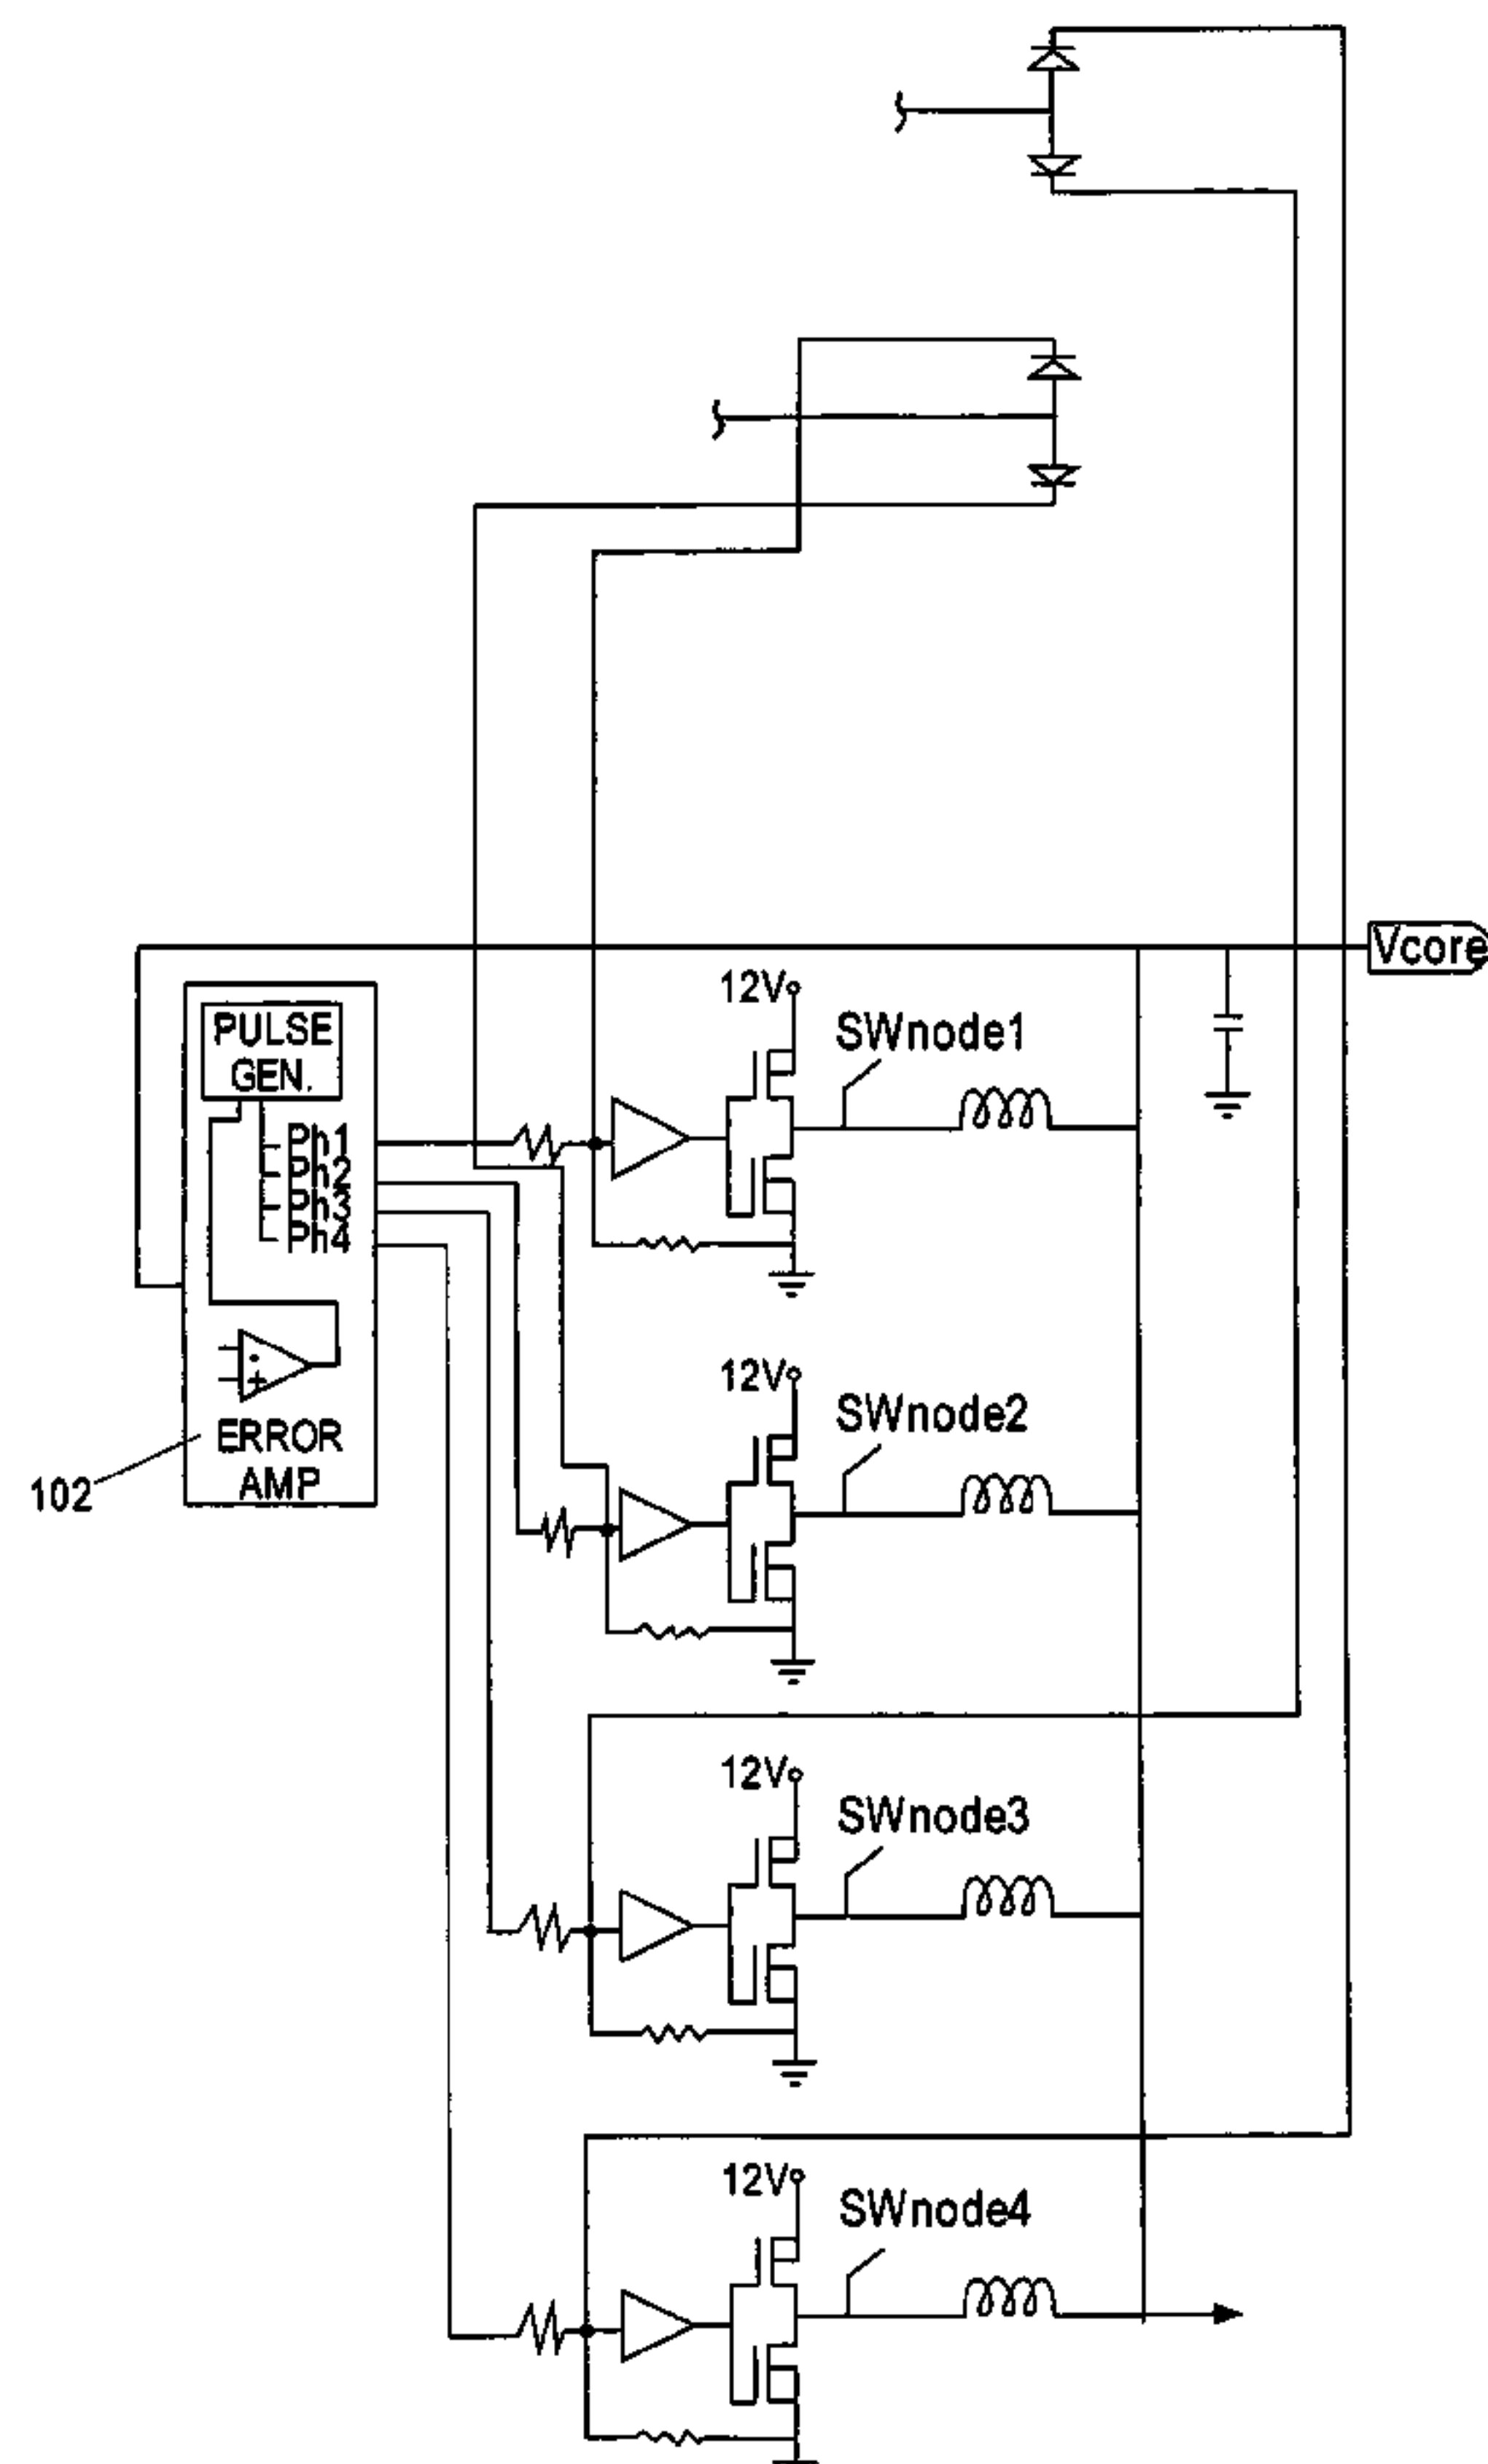 Vcore
12V
SWnode1
PULSE
GEN.
Ph1
Ph2
Ph3
Ph4
12V
SWnode2
ERROR
AMP
102
12V
SWnode3
12V
SWnode4